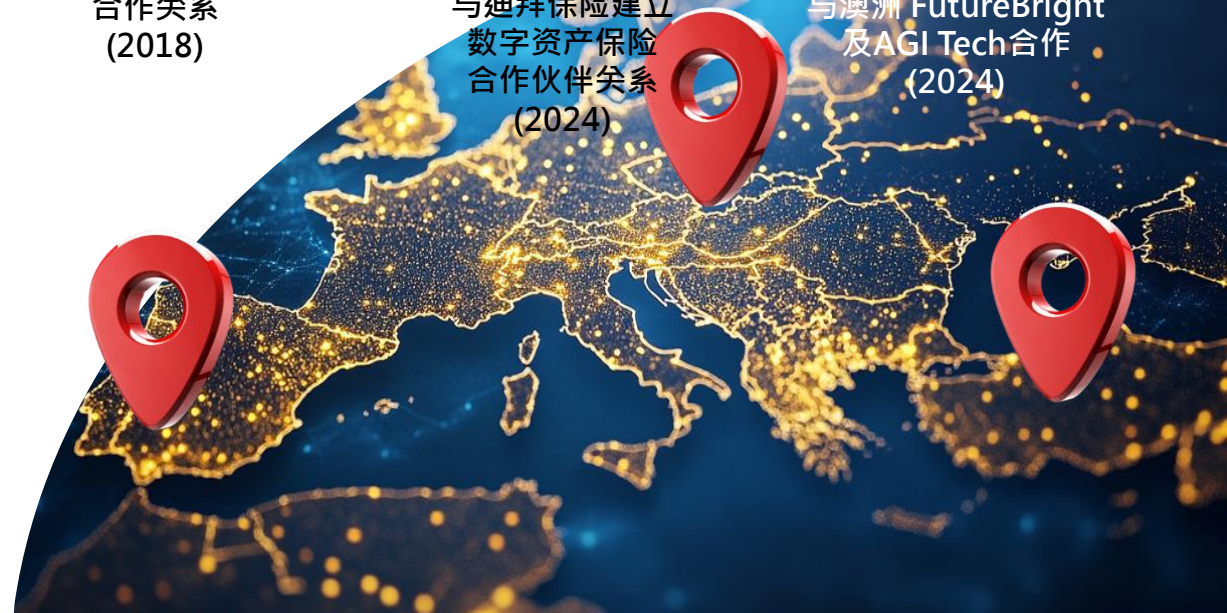 合作关系
(2018)
与迪拜保险建立
数字资产保险
合作伙伴关系
(2024)
与澳洲 FutureBright
及AGI Tech合作
(2024)